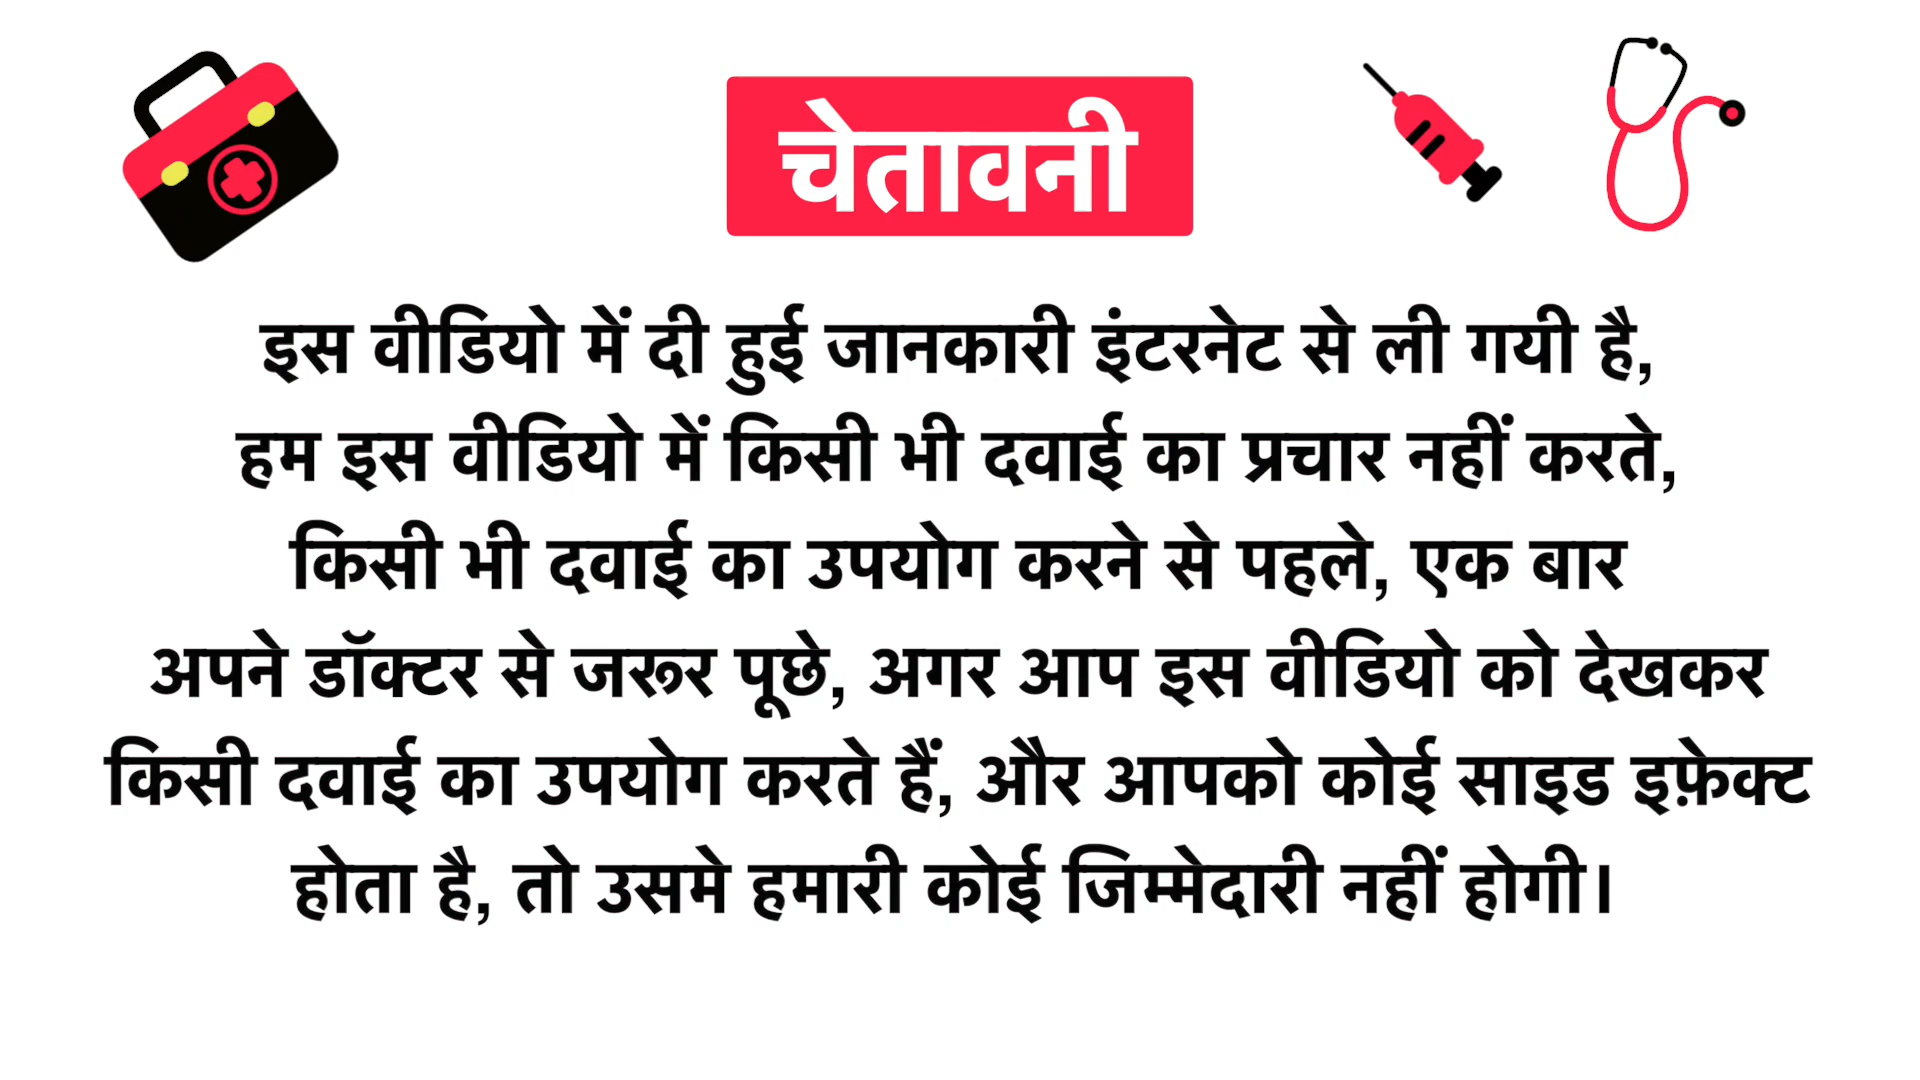 चेतावनी
इस वीडियो में दी हुई जानकारी इंटरनेट से ली गयी है,
हम इस वीडियो में किसी भी दवाई का प्रचार नहीं करते,
किसी भी दवाई का उपयोग करने से पहले, एक बार
अपने डॉक्टर से जरूर पूछे, अगर आप इस वीडियो को देखकर
किसी दवाई का उपयोग करते हैं, और आपको कोई साइड इफ़ेक्ट
होता है, तो उसमे हमारी कोई जिम्मेदारी नहीं होगी।